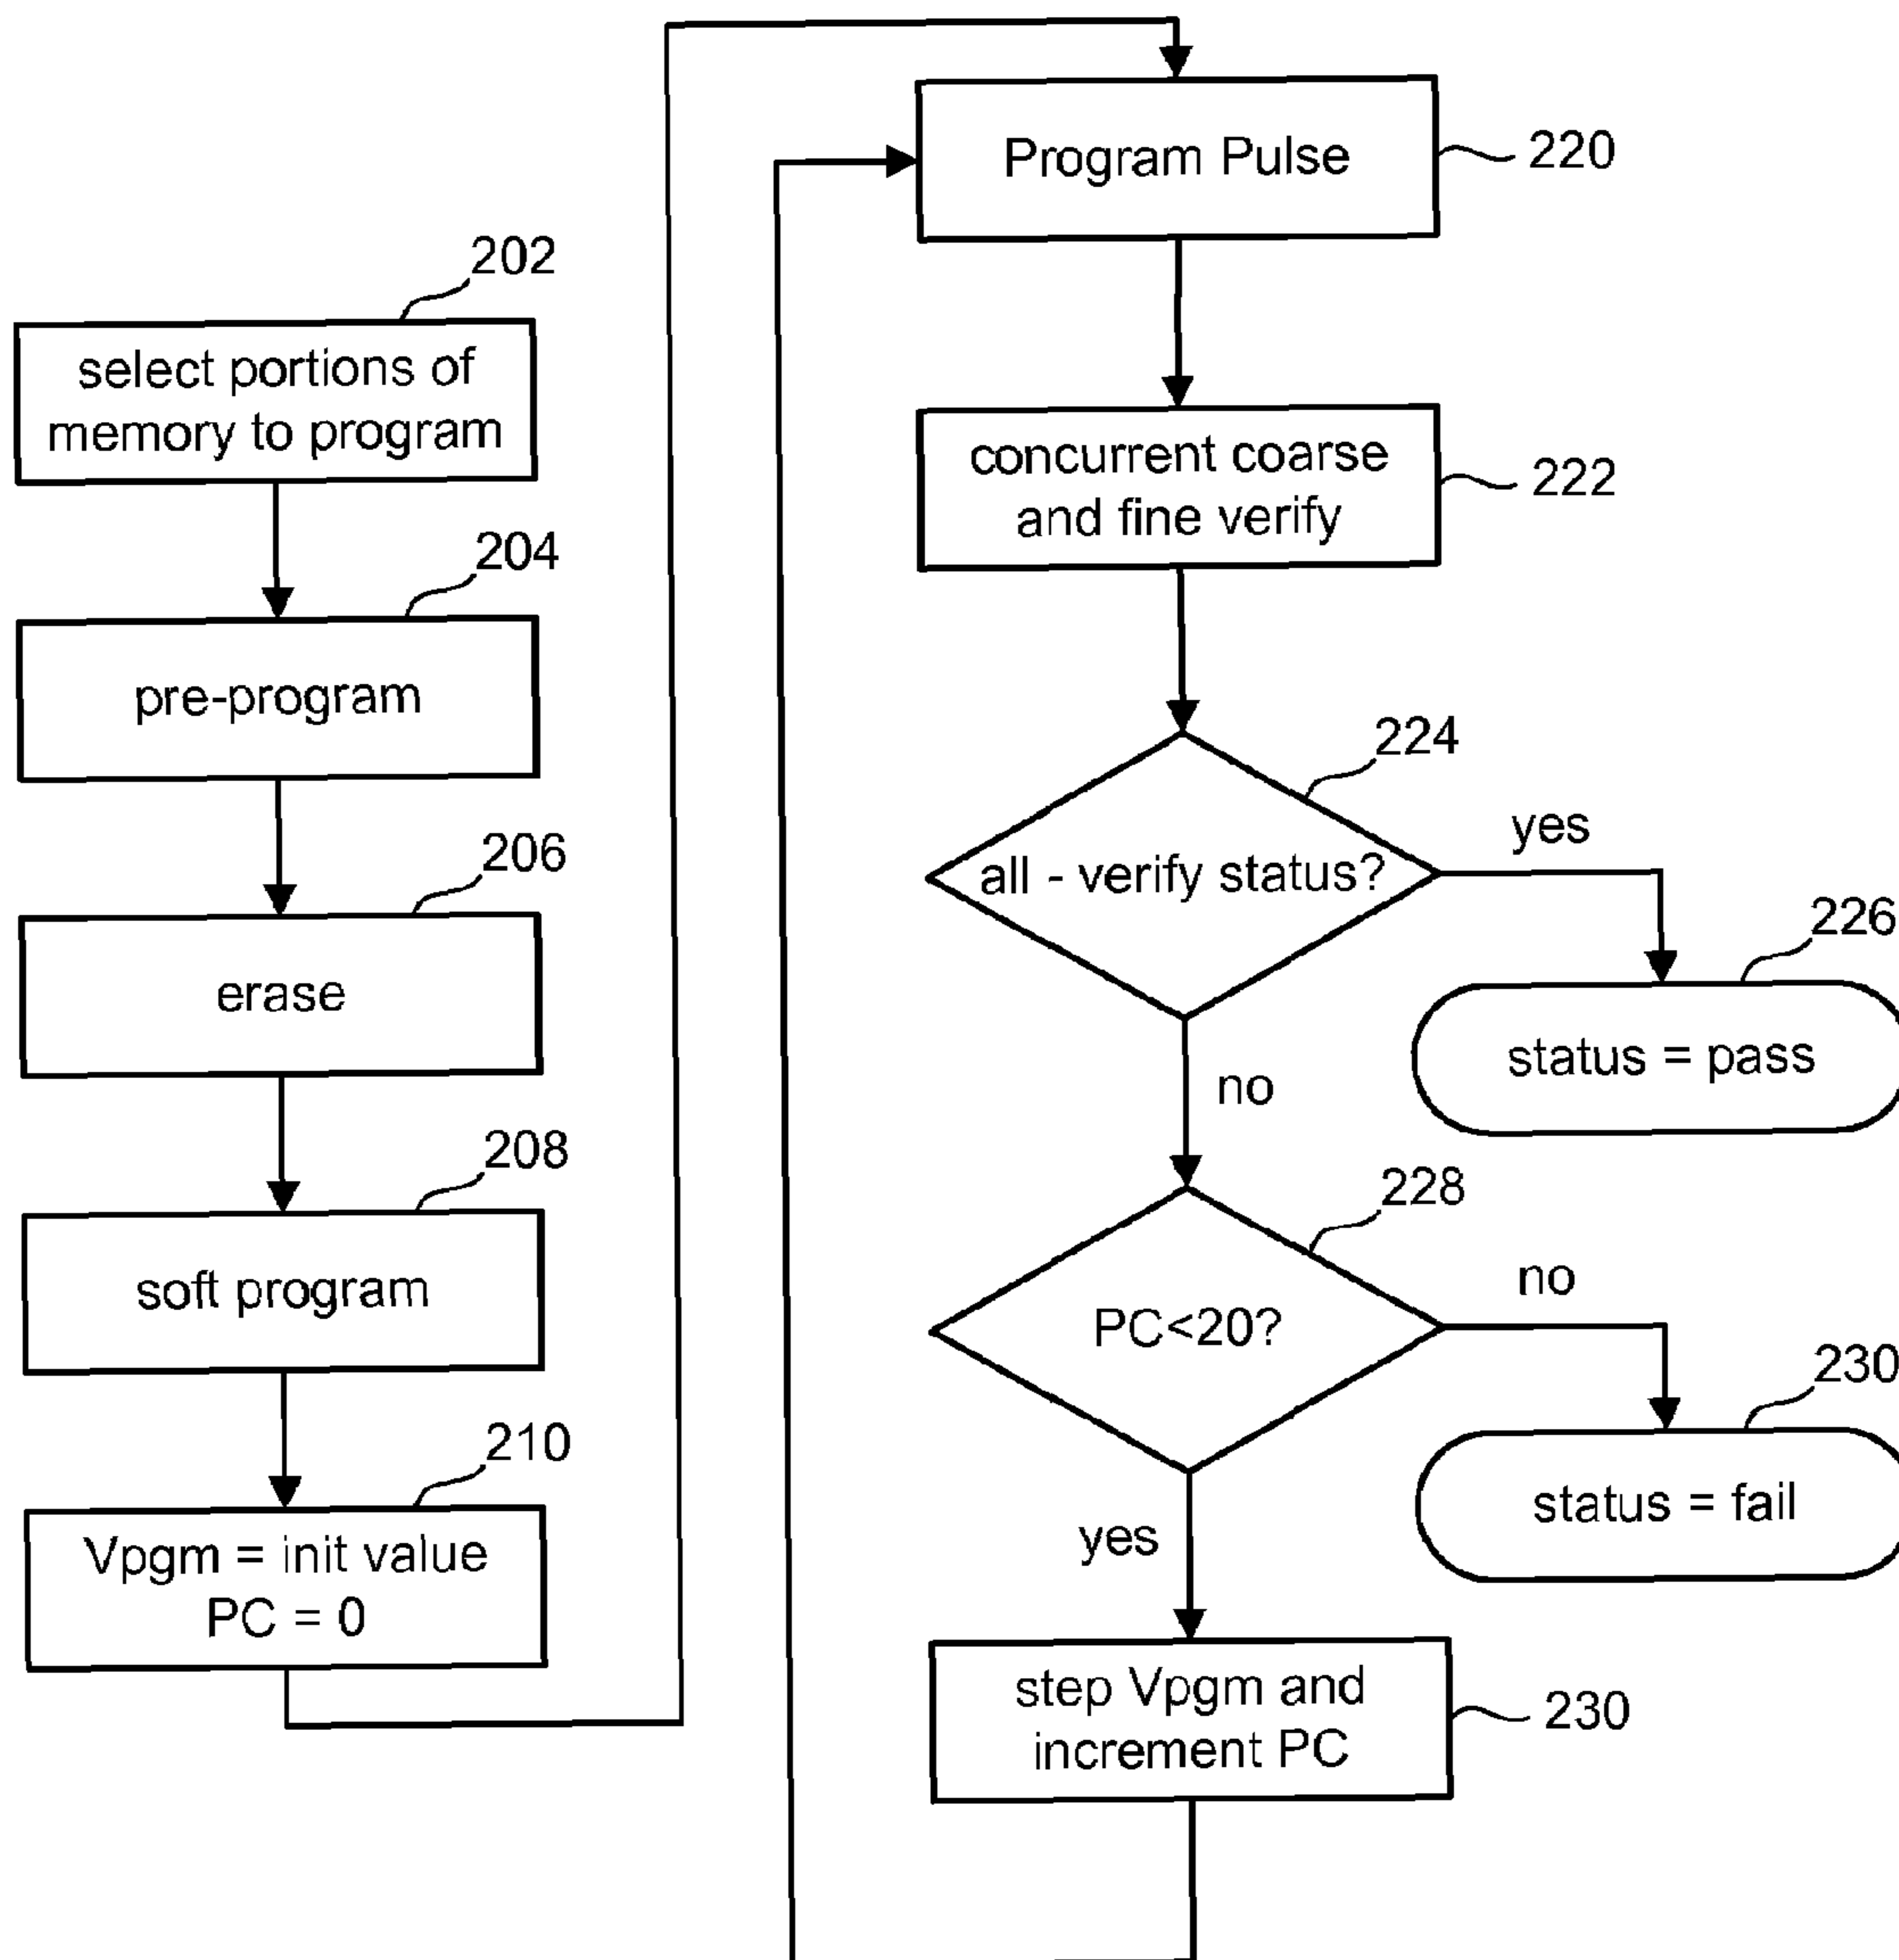 202
select portions of
memory to program
204
pre-program
206
erase
208
soft program
210
Vpgm = init value
PC = 0
Program Pulse
220
concurrent coarse
and fine verify
222
224
all - verify status?
yes
226
status = pass
no
228
PC<20?
no
230
status = fail
yes
step Vpgm and
increment PC
230